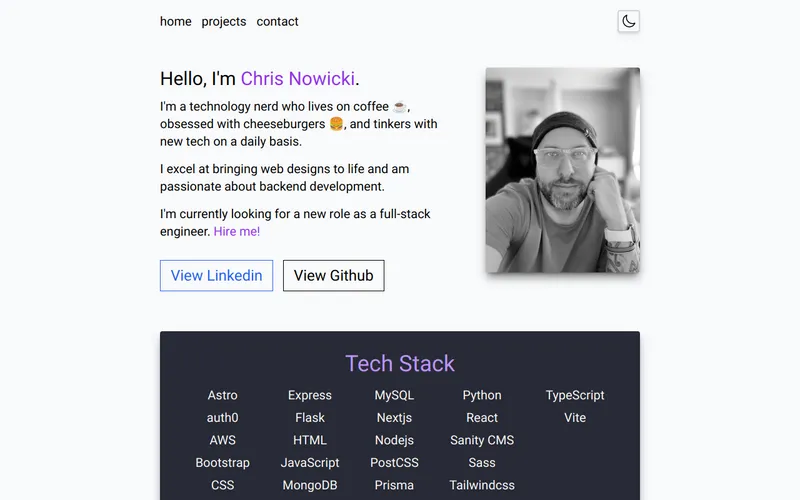 home projects contact
Hello, I'm Chris Nowicki.
I'm a technology nerd who lives on coffee ☕,
obsessed with cheeseburgers 🍔, and tinkers with
new tech on a daily basis.
I excel at bringing web designs to life and am
passionate about backend development.
I'm currently looking for a new role as a full-stack
engineer. Hire me!
View Linkedin View Github
Tech Stack
Astro Express MySQL Python TypeScript
auth0 Flask Nextjs React Vite
AWS HTML Nodejs Sanity CMS
Bootstrap JavaScript PostCSS Sass
CSS MongoDB Prisma Tailwindcss